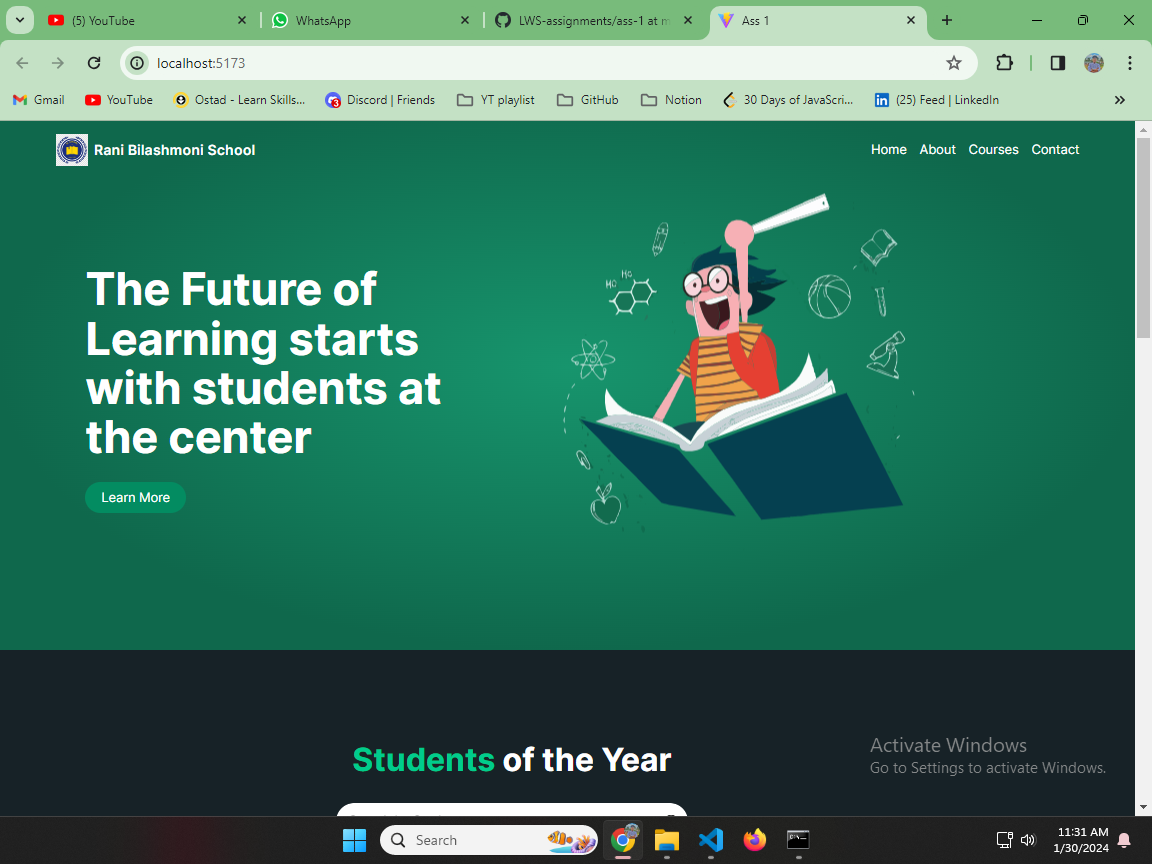 (5) YouTube
WhatsApp
LWS-assignments/ass-1 at m
Ass 1
localhost:5173
Gmail
YouTube
Ostad - Learn Skills...
Discord | Friends
YT playlist
GitHub
Notion
30 Days of JavaScri...
(25) Feed | LinkedIn
Rani Bilashmoni School
Home
About
Courses
Contact
HO
HO
The Future of
Learning starts
with students at
the center
Learn More
Students of the Year
Activate Windows
Go to Settings to activate Windows.
Search
11:31 AM
1/30/2024